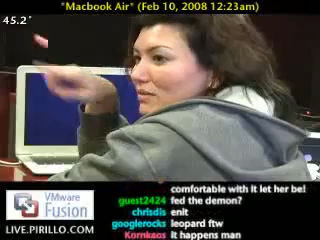 *Macbook Air* (Feb 10, 2008 12:23am)
45.2°
comfortable with it let her be!
guest2424 fed the demon?
chrisdis enit
googlerocks leopard ftw
Kornkaos it happens man
VMware
Fusion
LIVE.PIRILLO.COM